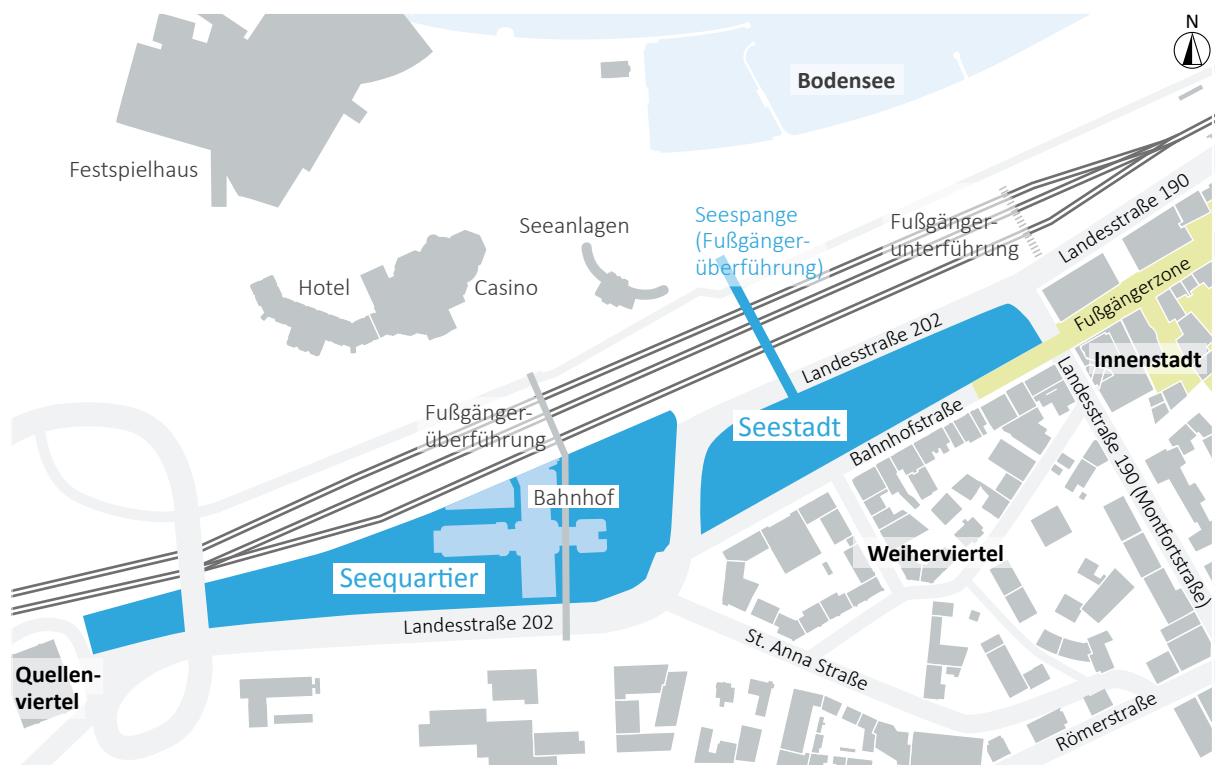 N
Bodensee
Festspielhaus
Landesstraße 190
Seespange
(Fußgänger-
überführung)
Fußgänger-
unterführung
Seeanlagen
Hotel
Casino
Fußgängerzone
Landesstraße 202
Innenstadt
Fußgänger-
überführung
Seestadt
Bahnhofstraße
Landesstraße 190 (Montfortstraße)
Bahnhof
Weiherviertel
Seequartier
Landesstraße 202
St. Anna Straße
Quellen-
viertel
Römerstraße